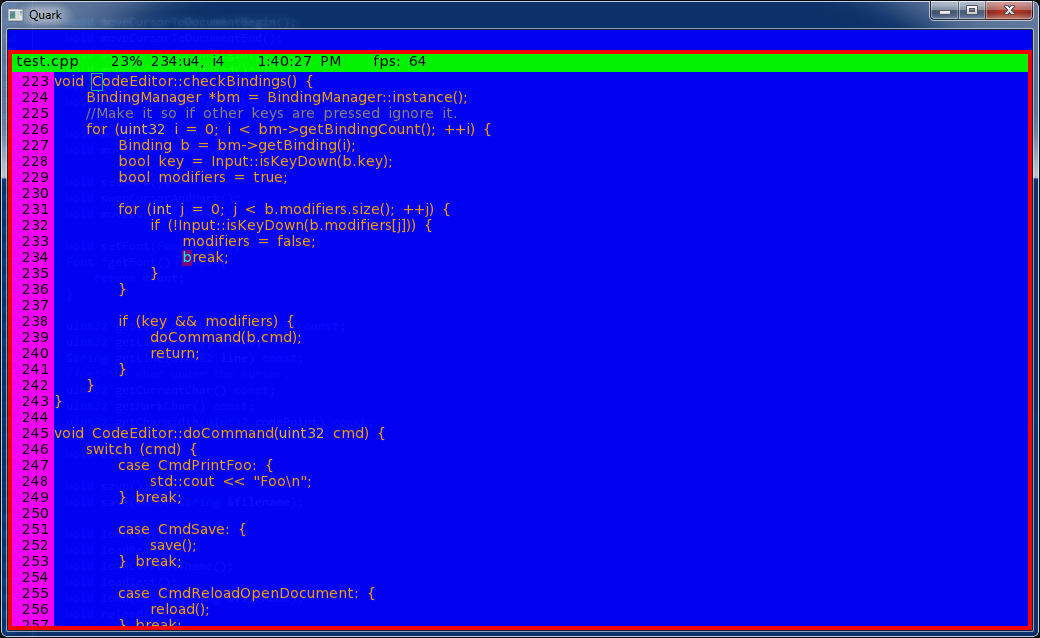 Quark
test.cpp 23% 234:u4, i4 1:40:27 PM fps: 64
223 void CodeEditor::checkBindings() {
224 BindingManager *bm = BindingManager::instance();
225 //Make it so if other keys are pressed ignore it.
226 for (uint32 i = 0; i < bm->getBindingCount(); ++i) {
227 Binding b = bm->getBinding(i);
228 bool key = Input::isKeyDown(b.key);
229 bool modifiers = true;
230
231 for (int j = 0; j < b.modifiers.size(); ++j) {
232 if (!Input::isKeyDown(b.modifiers[j])) {
233 modifiers = false;
234 break;
235 }
236 }
237
238 if (key && modifiers) {
239 doCommand(b.cmd);
240 return;
241 }
242 }
243 }
244
245 void CodeEditor::doCommand(uint32 cmd) {
246 switch (cmd) {
247 case CmdPrintFoo: {
248 std::cout << "Foo\n";
249 } break;
250
251 case CmdSave: {
252 save();
253 } break;
254
255 case CmdReloadOpenDocument: {
256 reload();
257 } break;